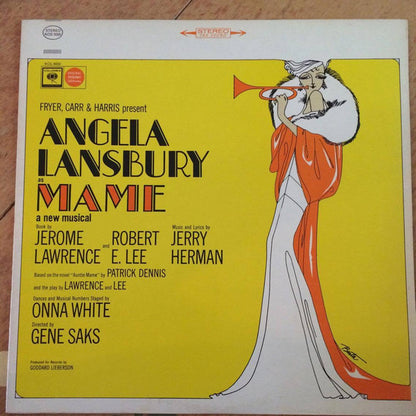 STEREO
STEREO
FRYER, CARR & HARRIS present
ANGELA
LANSBURY
as
MAME
a new musical
Book by
JEROME LAWRENCE and ROBERT E. LEE
Music and Lyrics by
JERRY HERMAN
Based on the novel "Auntie Mame" by PATRICK DENNIS
and the play by LAWRENCE and LEE
Dances and Musical Numbers Staged by
ONNA WHITE
Directed by
GENE SAKS
Produced for Records by
GODDARD LIEBERSON